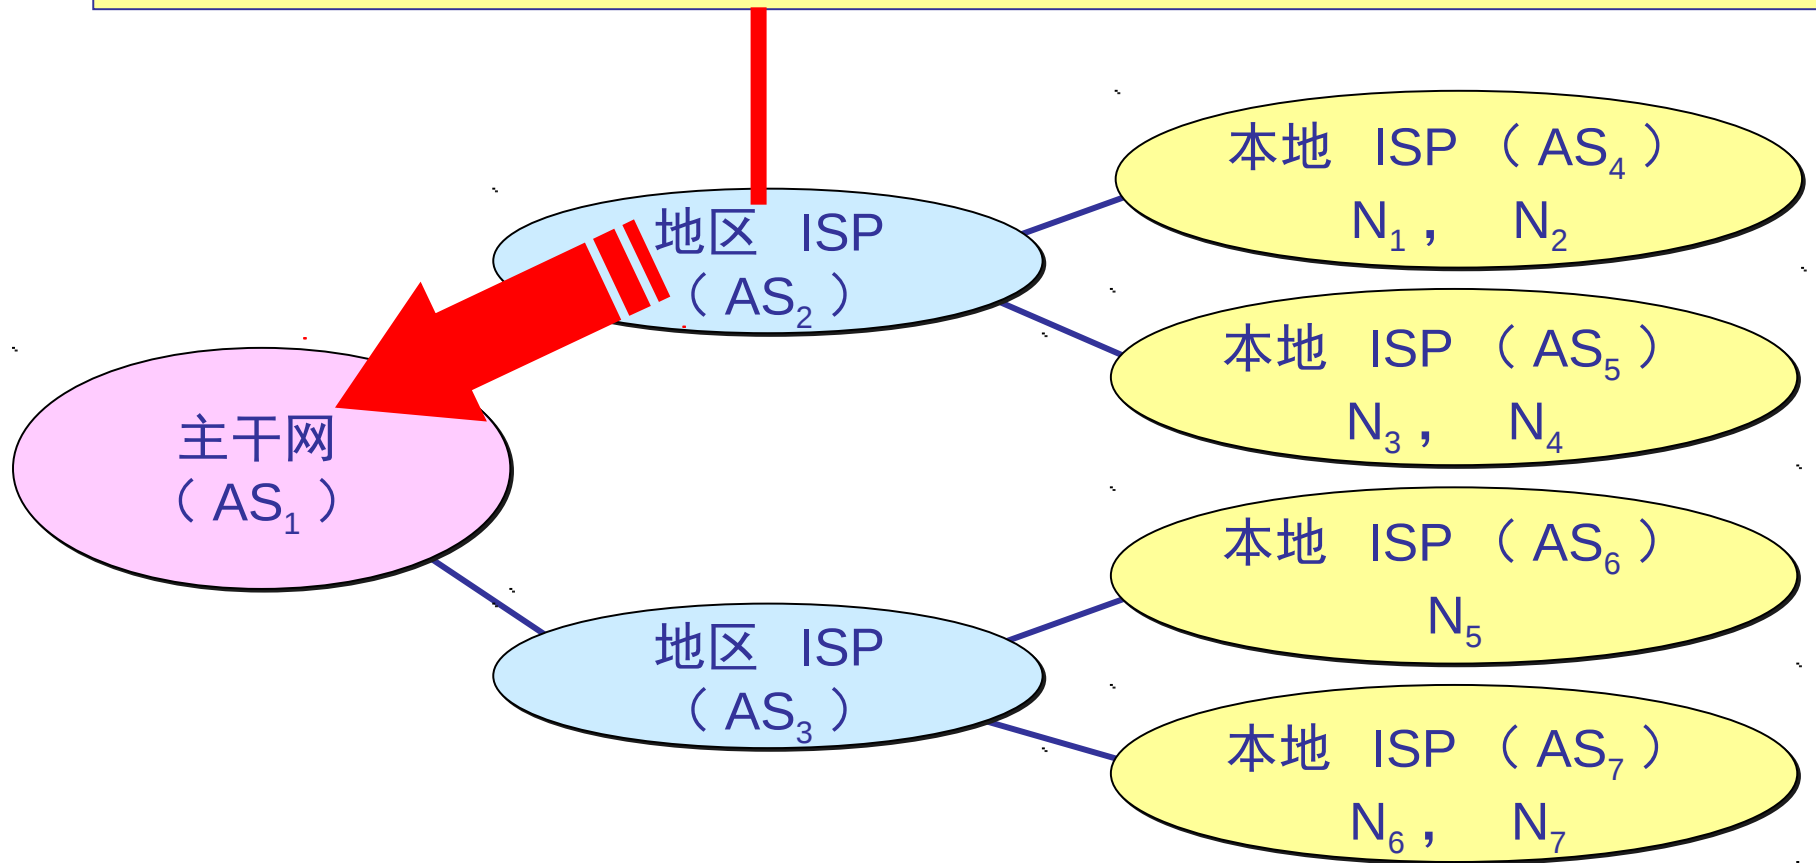 本地 ISP（AS4）
N1， N2
地区 ISP
（AS2）
本地 ISP（AS5）
N3， N4
主干网
（AS1）
本地 ISP（AS6）
N5
地区 ISP
（AS3）
本地 ISP（AS7）
N6， N7